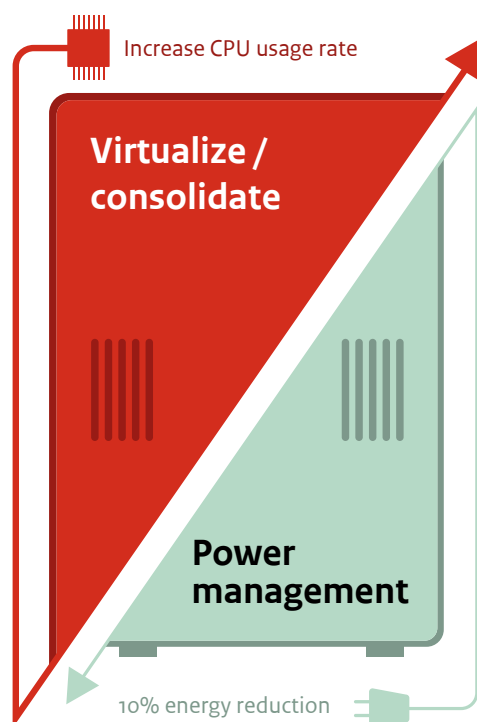 Increase CPU usage rate
Virtualize /
consolidate
Power
management
10% energy reduction